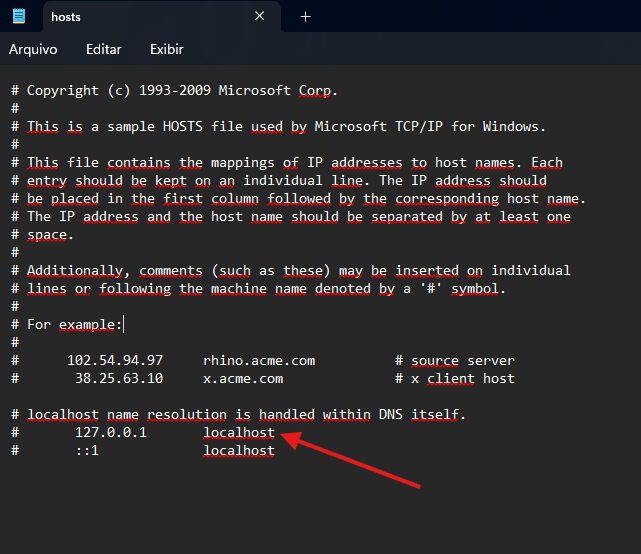 hosts
Arquivo Editar Exibir
# Copyright (c) 1993-2009 Microsoft Corp.
#
# This is a sample HOSTS file used by Microsoft TCP/IP for Windows.
#
# This file contains the mappings of IP addresses to host names. Each
# entry should be kept on an individual line. The IP address should
# be placed in the first column followed by the corresponding host name.
# The IP address and the host name should be separated by at least one
# space.
#
# Additionally, comments (such as these) may be inserted on individual
# lines or following the machine name denoted by a '#' symbol.
#
# For example:
#
#      102.54.94.97     rhino.acme.com          # source server
#       38.25.63.10     x.acme.com              # x client host

# localhost name resolution is handled within DNS itself.
#       127.0.0.1       localhost
#       ::1             localhost